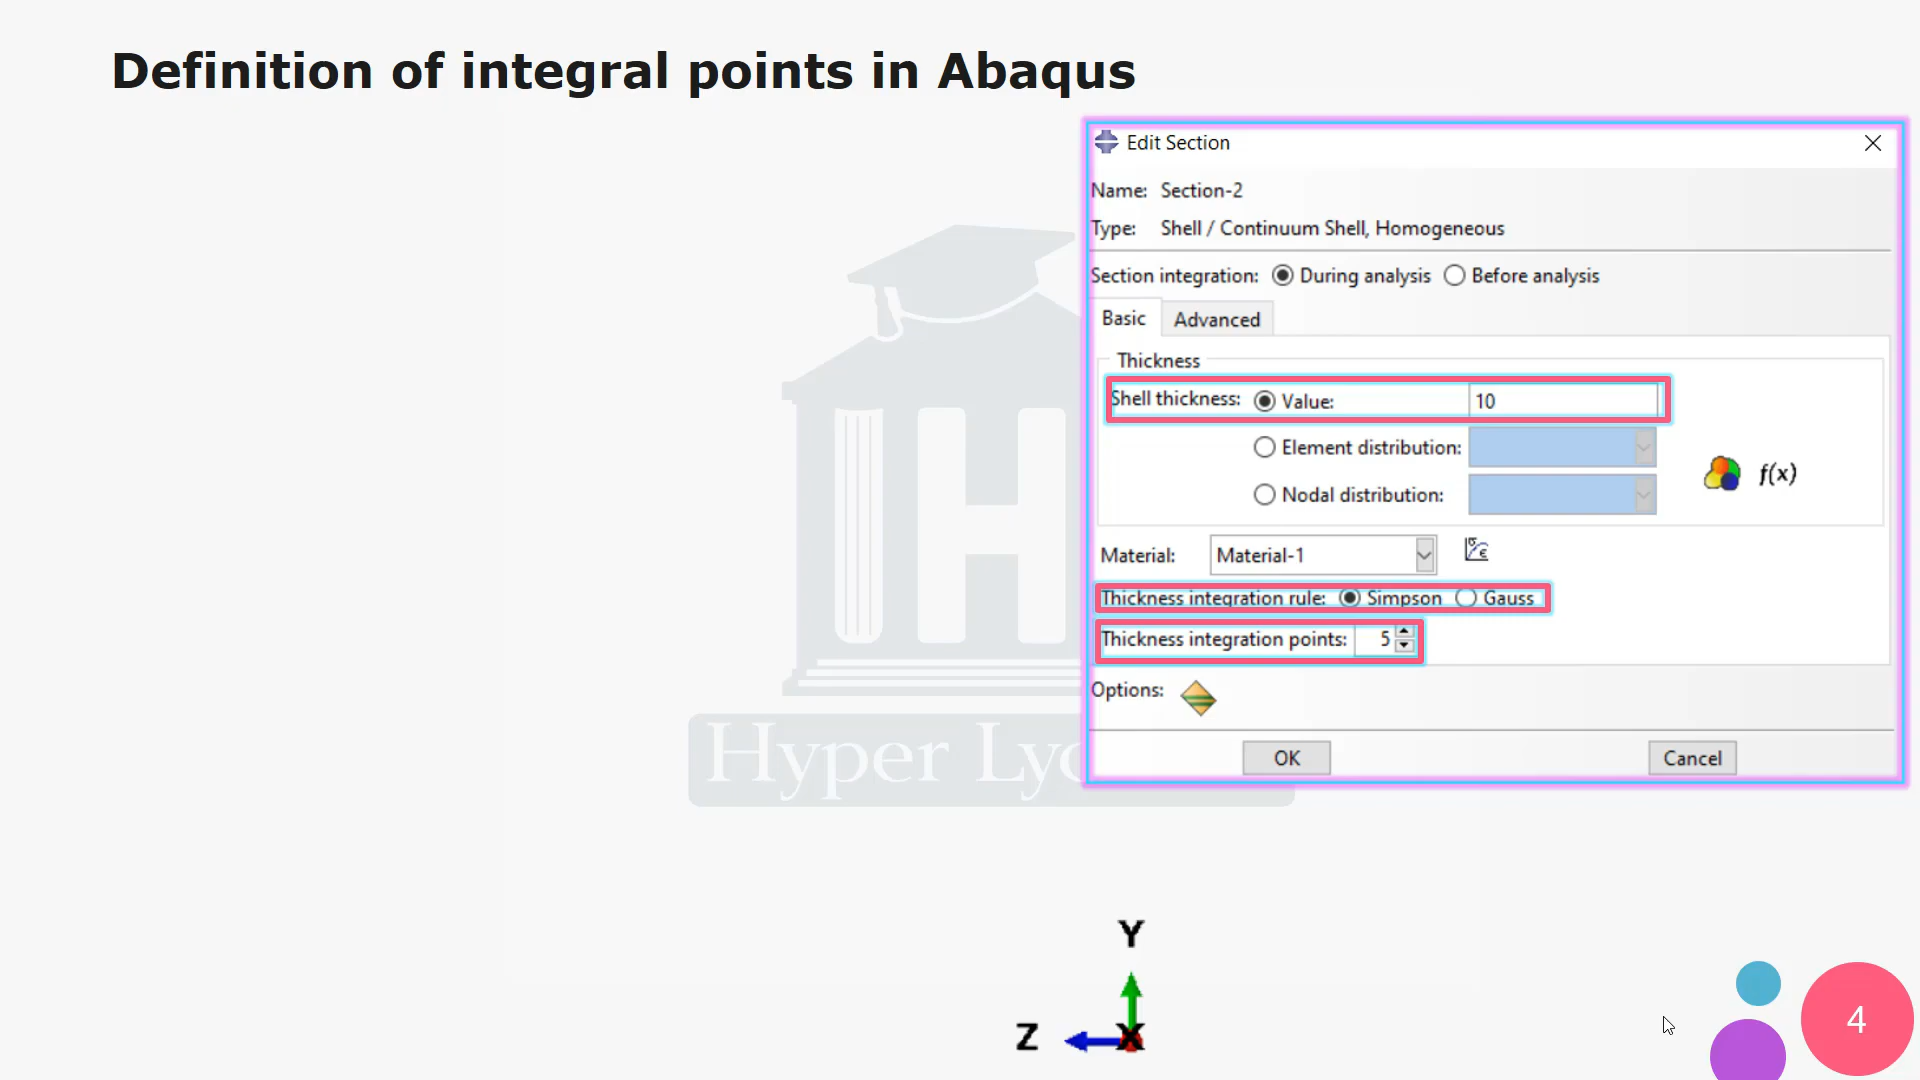 Definition of integral points in Abaqus
Edit Section
Name: Section-2
Type: Shell / Continuum Shell, Homogeneous
Section integration: During analysis Before analysis
Basic Advanced
Thickness
Shell thickness: Value: 10
Element distribution:
f(x)
Nodal distribution:
Material: Material-1
Thickness integration rule: Simpson Gauss
Thickness integration points: 5
Options:
OK Cancel
H
Hyper
Y
Z X
4